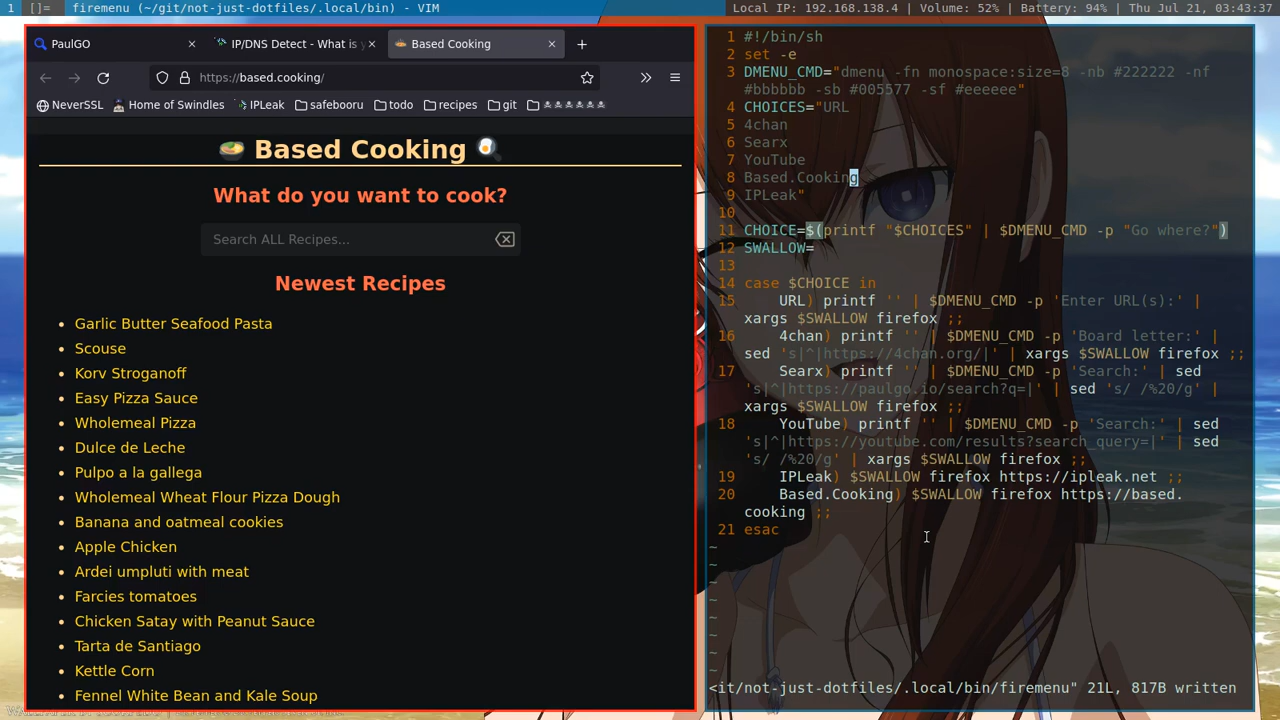 1 []= firemenu (~/git/not-just-dotfiles/.local/bin) - VIM
Local IP: 192.168.138.4 | Volume: 52% | Battery: 94% | Thu Jul 21, 03:43:37
PaulGO
IP/DNS Detect - What is y
Based Cooking
https://based.cooking/
NeverSSL Home of Swindles IPLeak safebooru todo recipes git ☠☠☠☠☠☠
Based Cooking
What do you want to cook?
Search ALL Recipes...
Newest Recipes
• Garlic Butter Seafood Pasta
• Scouse
• Korv Stroganoff
• Easy Pizza Sauce
• Wholemeal Pizza
• Dulce de Leche
• Pulpo a la gallega
• Wholemeal Wheat Flour Pizza Dough
• Banana and oatmeal cookies
• Apple Chicken
• Ardei umpluti with meat
• Farcies tomatoes
• Chicken Satay with Peanut Sauce
• Tarta de Santiago
• Kettle Corn
• Fennel White Bean and Kale Soup
1 #!/bin/sh
2 set -e
3 DMENU_CMD="dmenu -fn monospace:size=8 -nb #222222 -nf
#bbbbbb -sb #005577 -sf #eeeeee"
4 CHOICES="URL
5 4chan
6 Searx
7 YouTube
8 Based.Cooking
9 IPLeak"
10
11 CHOICE=$(printf "$CHOICES" | $DMENU_CMD -p "Go where?")
12 SWALLOW=
13
14 case $CHOICE in
15 URL) printf '' | $DMENU_CMD -p 'Enter URL(s):' |
xargs $SWALLOW firefox ;;
16 4chan) printf '' | $DMENU_CMD -p 'Board letter:' |
sed 's|^|https://4chan.org/|' | xargs $SWALLOW firefox ;;
17 Searx) printf '' | $DMENU_CMD -p 'Search:' | sed
's|^|https://paulgo.io/search?q=|' | sed 's/ /%20/g' |
xargs $SWALLOW firefox ;;
18 YouTube) printf '' | $DMENU_CMD -p 'Search:' | sed
's|^|https://youtube.com/results?search_query=|' | sed
's/ /%20/g' | xargs $SWALLOW firefox ;;
19 IPLeak) $SWALLOW firefox https://ipleak.net ;;
20 Based.Cooking) $SWALLOW firefox https://based.
cooking ;;
21 esac
~
~
~
~
~
~
~
~
<it/not-just-dotfiles/.local/bin/firemenu" 21L, 817B written